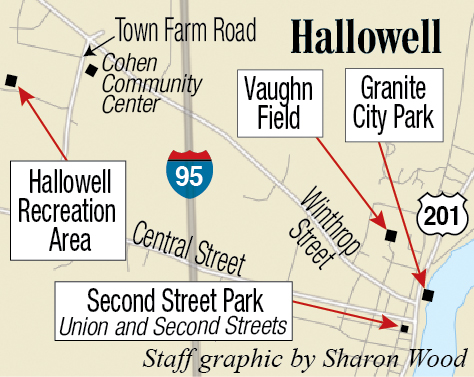 Hallowell
Town Farm Road
Cohen
Community
Center
Vaughn
Field
Granite
City Park
Hallowell
Recreation
Area
95
Winthrop
Street
201
Central Street
Second Street Park
Union and Second Streets
Staff graphic by Sharon Wood